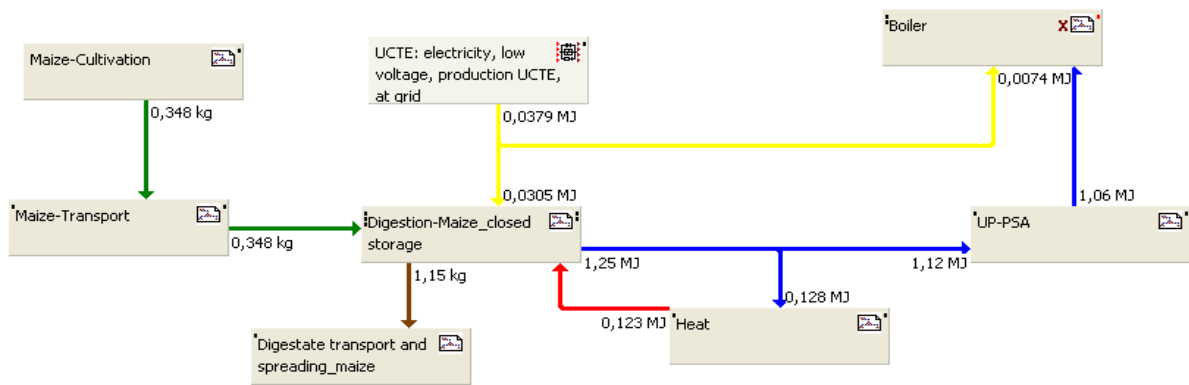 Maize-Cultivation
0,348 kg
UCTE: electricity, low
voltage, production UCTE,
at grid
0,0379 MJ
Boiler
X
0,0074 MJ
Maize-Transport
0,348 kg
0,0305 MJ
Digestion-Maize_closed
storage
1,25 MJ
1,12 MJ
1,06 MJ
UP-PSA
1,15 kg
0,128 MJ
0,123 MJ
Heat
Digestate transport and
spreading_maize